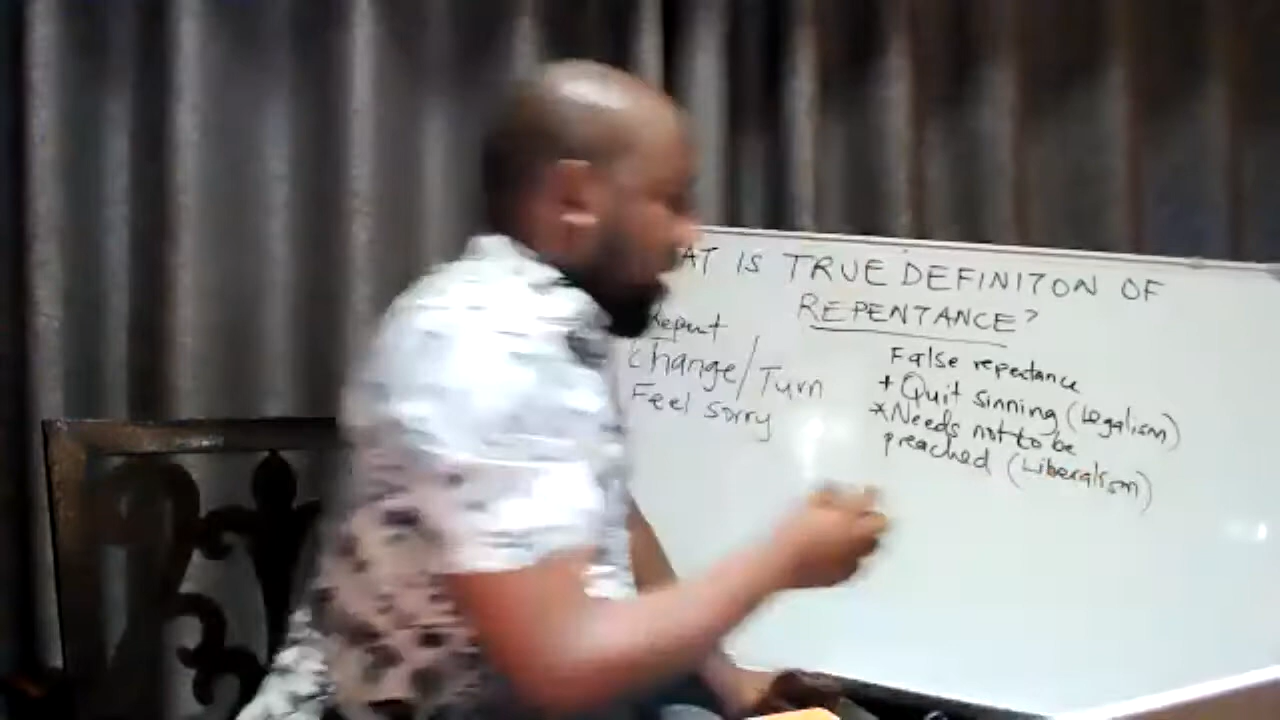 AT IS TRUE DEFINITON OF
REPENTANCE?
Repent
Change/Turn
Feel sorry
False repectance
+ Quit sinning (Legalism)
*Needs not to be
preached (Liberalism)